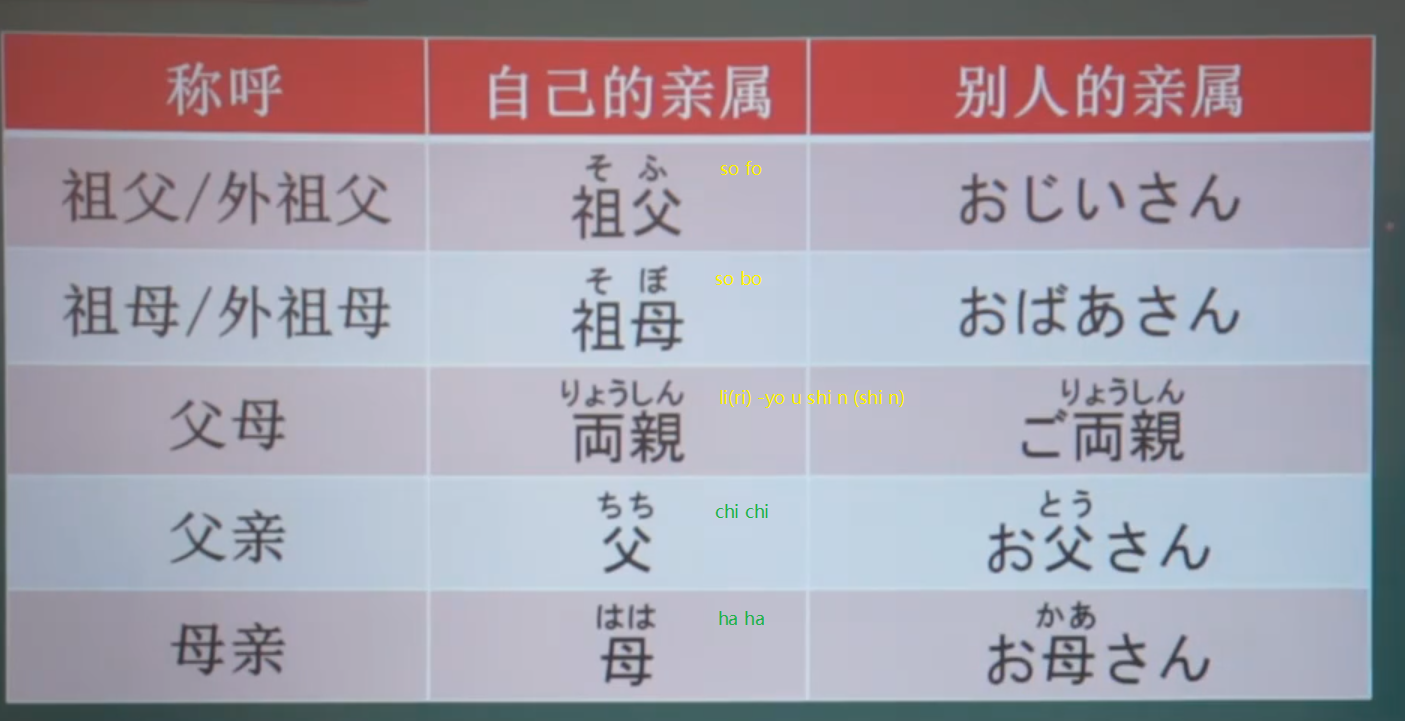 称呼 自己的亲属 别人的亲属
そ ふ
祖父/外祖父 祖父 so fo おじいさん
そ ぼ
祖母/外祖母 祖母 so bo おばあさん
りょうしん li(ri) -yo u shi n (shi n) りょうしん
父母 両親 ご両親
ちち chi chi とう
父亲 父 お父さん
はは ha ha かあ
母亲 母 お母さん